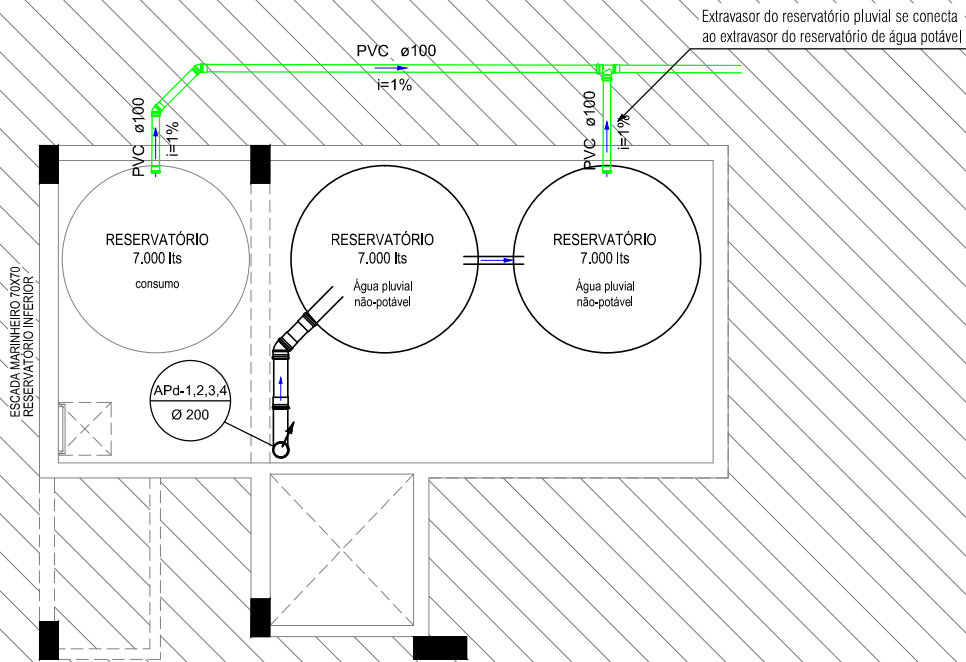 Extravasor do reservatório pluvial se conecta
ao extravasor do reservatório de água potável
PVC ø100
i=1%
PVC ø100
i=1%
PVC ø100
i=1%
RESERVATÓRIO
7.000 lts
consumo
RESERVATÓRIO
7.000 lts
Água pluvial
não-potável
RESERVATÓRIO
7.000 lts
Água pluvial
não-potável
ESCADA MARINHEIRO 70X70
RESERVATÓRIO INFERIOR
APd-1,2,3,4
Ø 200